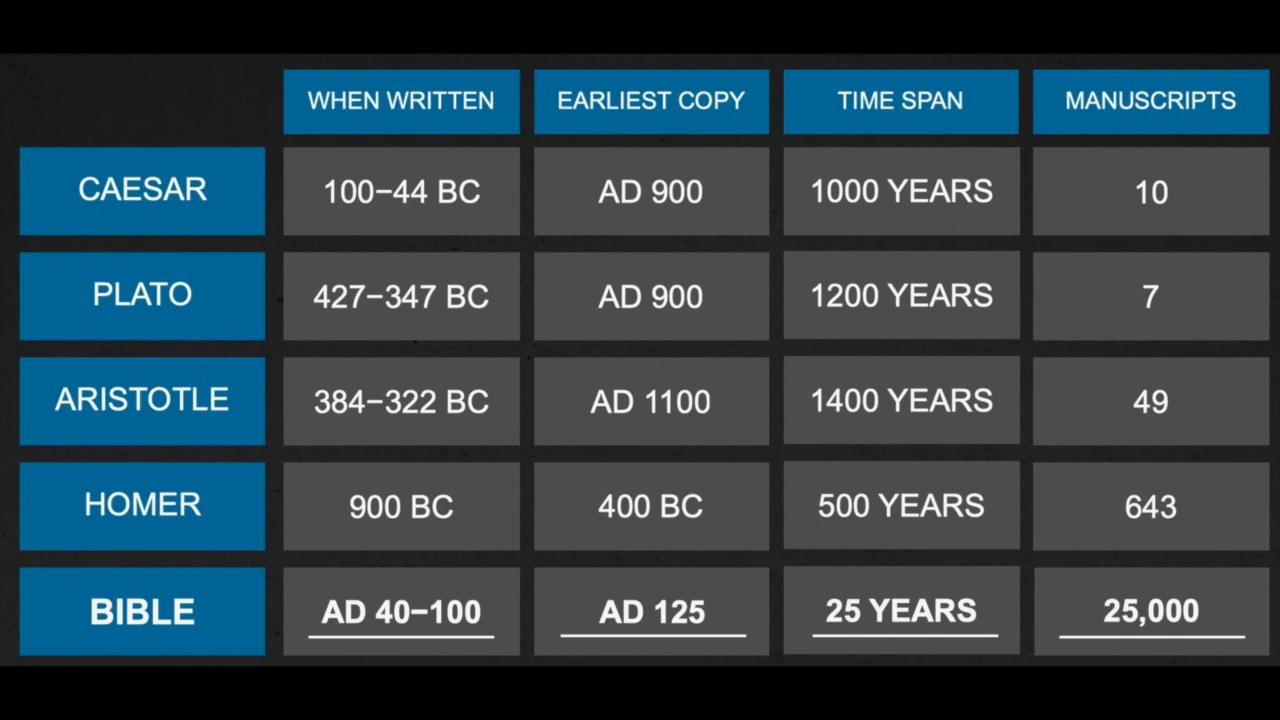 WHEN WRITTEN EARLIEST COPY TIME SPAN MANUSCRIPTS
CAESAR 100–44 BC AD 900 1000 YEARS 10
PLATO 427–347 BC AD 900 1200 YEARS 7
ARISTOTLE 384–322 BC AD 1100 1400 YEARS 49
HOMER 900 BC 400 BC 500 YEARS 643
BIBLE AD 40–100 AD 125 25 YEARS 25,000